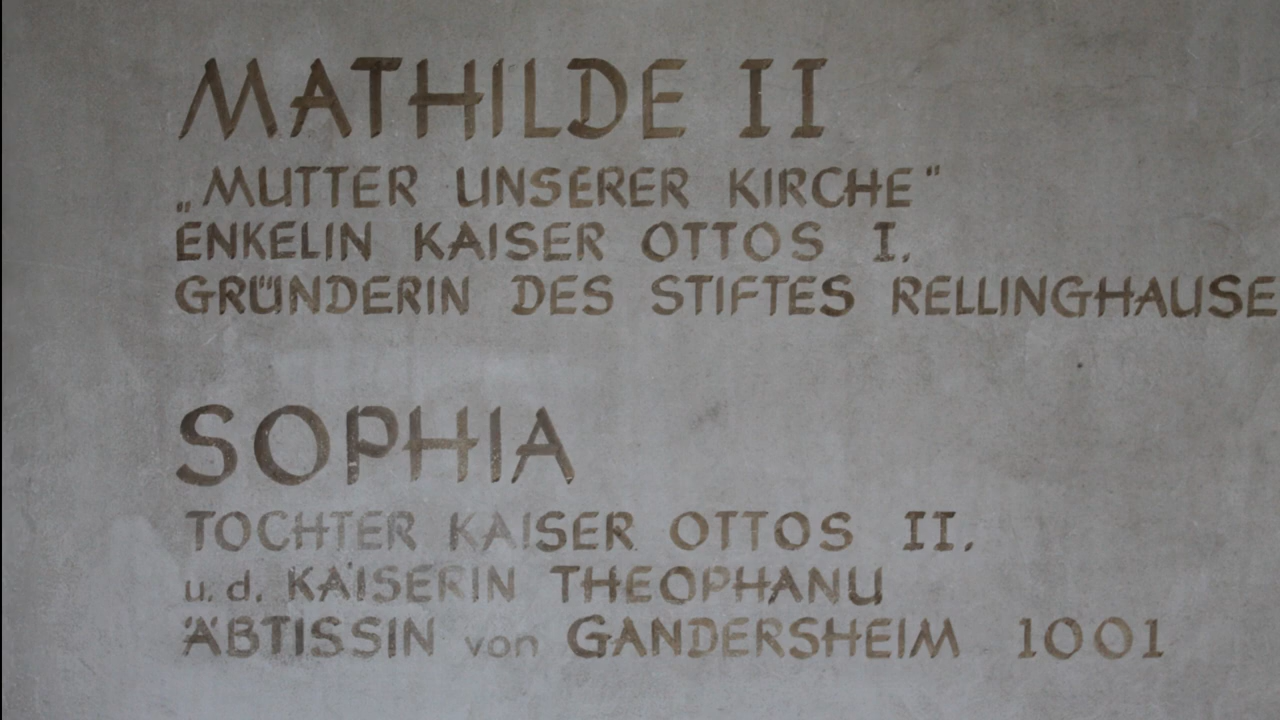 MATHILDE II
„MUTTER UNSERER KIRCHE“
ENKELIN KAISER OTTOS I.
GRÜNDERIN DES STIFTES RELLINGHAUSE
SOPHIA
TOCHTER KAISER OTTOS II.
u. d. KAISERIN THEOPHANU
ÄBTISSIN von GANDERSHEIM 1001